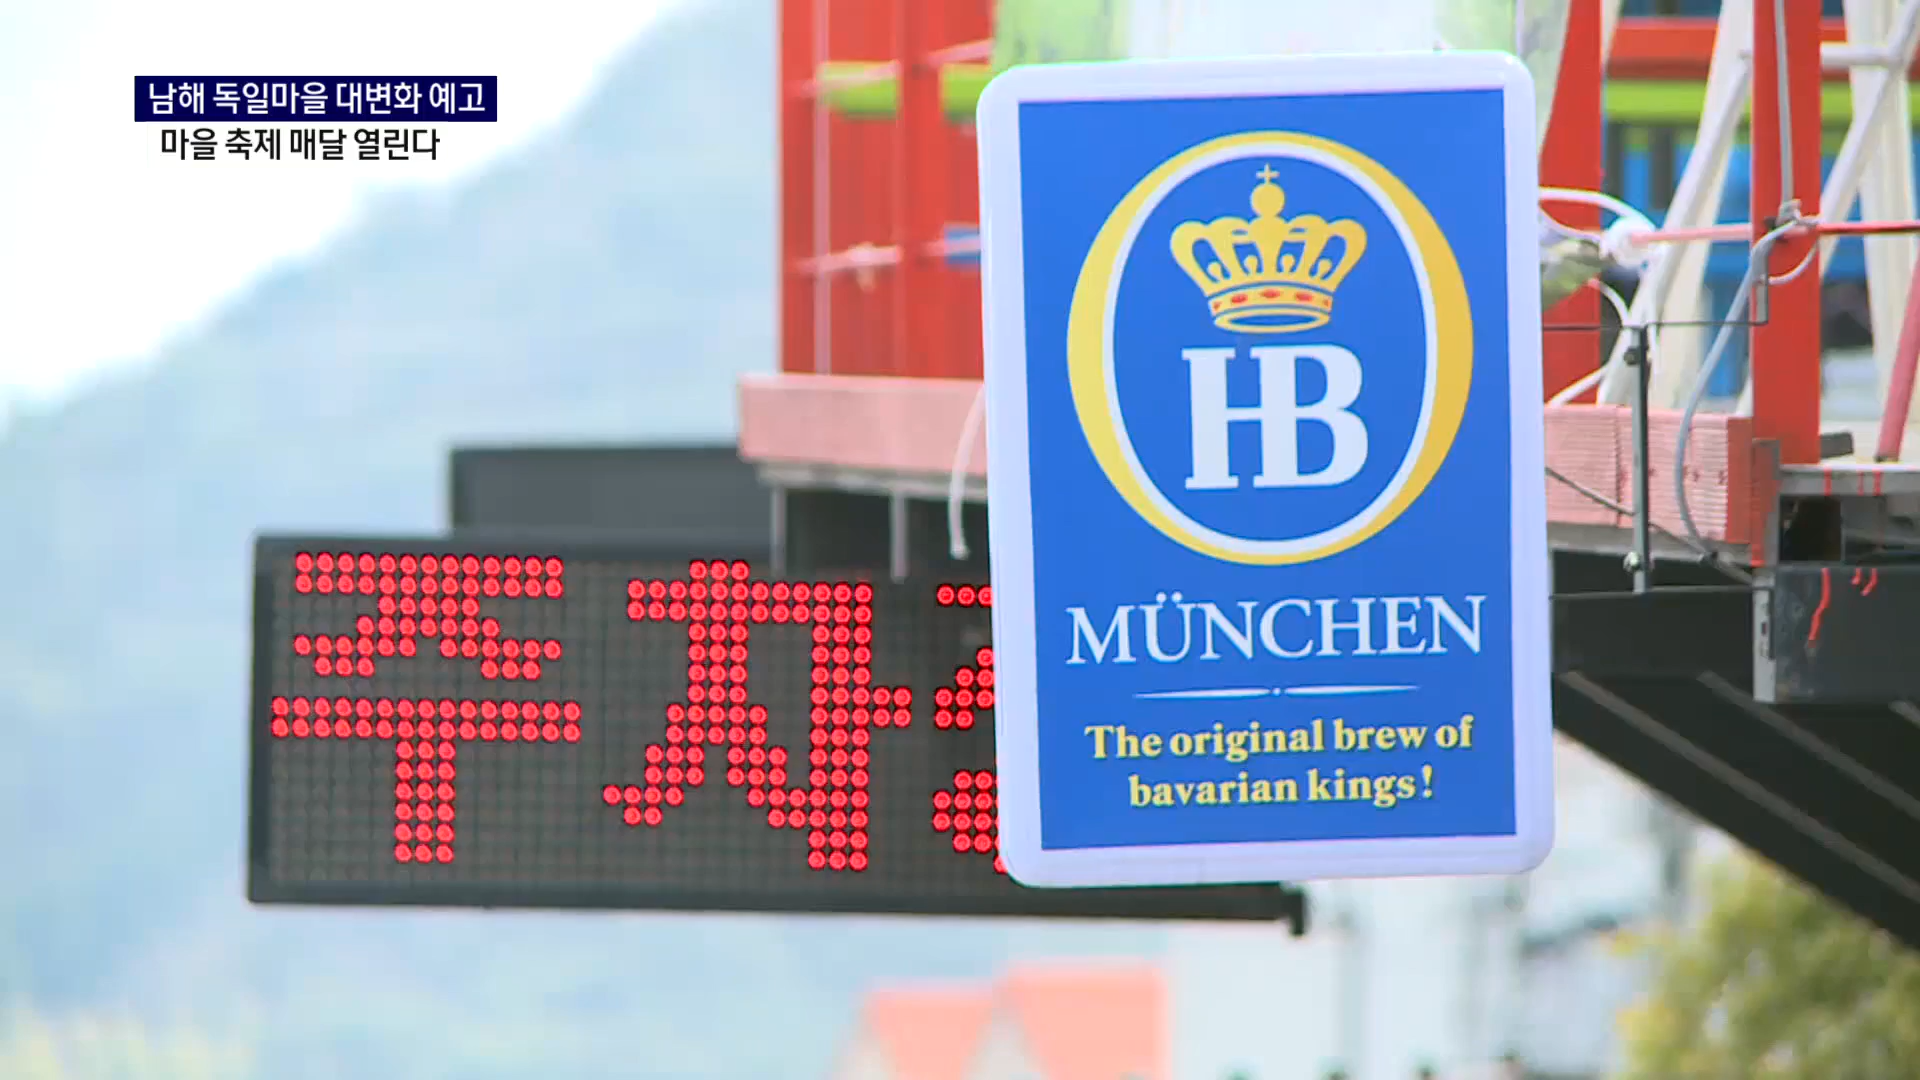 남해 독일마을 대변화 예고
마을 축제 매달 열린다
주차
HB
MÜNCHEN
The original brew of
bavarian kings!